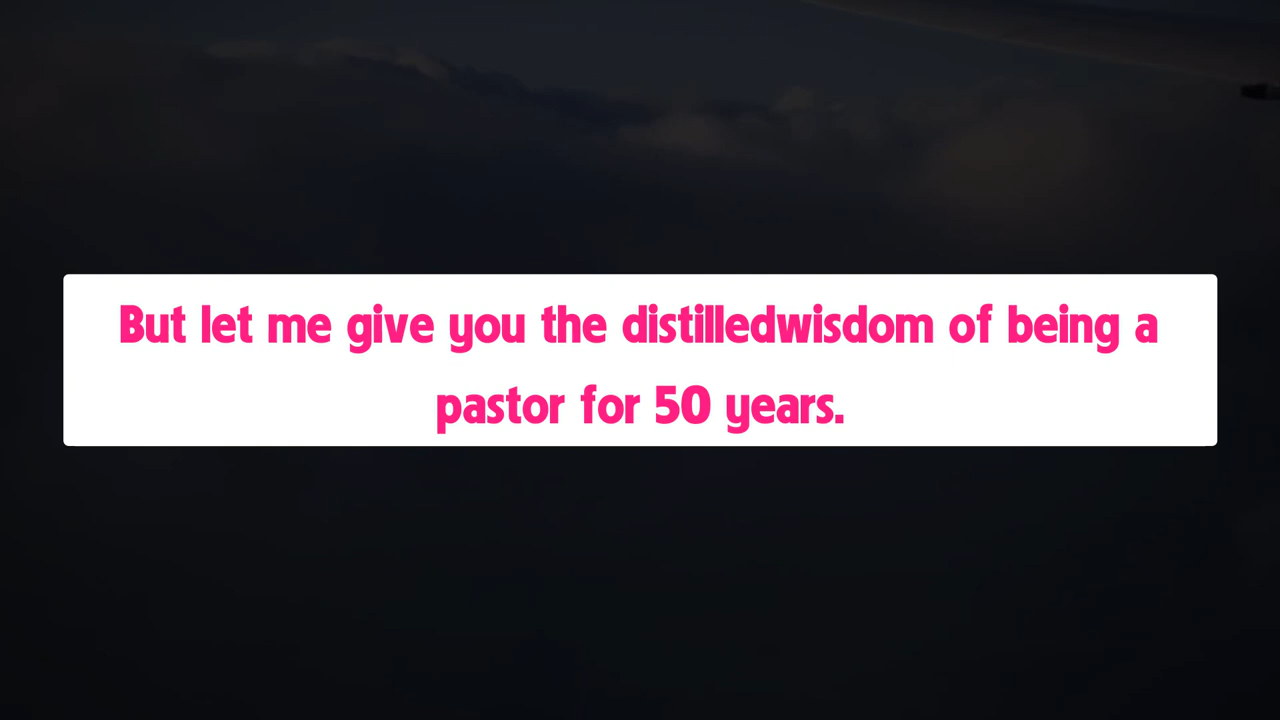 But let me give you the distilledwisdom of being a
pastor for 50 years.